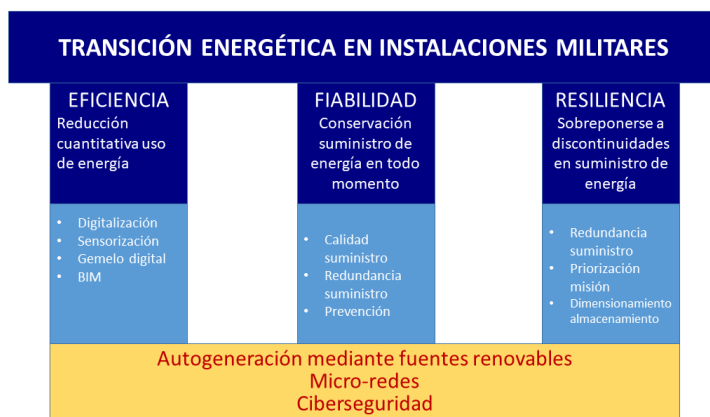 TRANSICIÓN ENERGÉTICA EN INSTALACIONES MILITARES
EFICIENCIA
Reducción
cuantitativa uso
de energía
• Digitalización
• Sensorización
• Gemelo digital
• BIM
FIABILIDAD
Conservación
suministro de
energía en todo
momento
• Calidad
suministro
• Redundancia
suministro
• Prevención
RESILIENCIA
Sobreponerse a
discontinuidades
en suministro de
energía
• Redundancia
suministro
• Priorización
misión
• Dimensionamiento
almacenamiento
Autogeneración mediante fuentes renovables
Micro-redes
Ciberseguridad